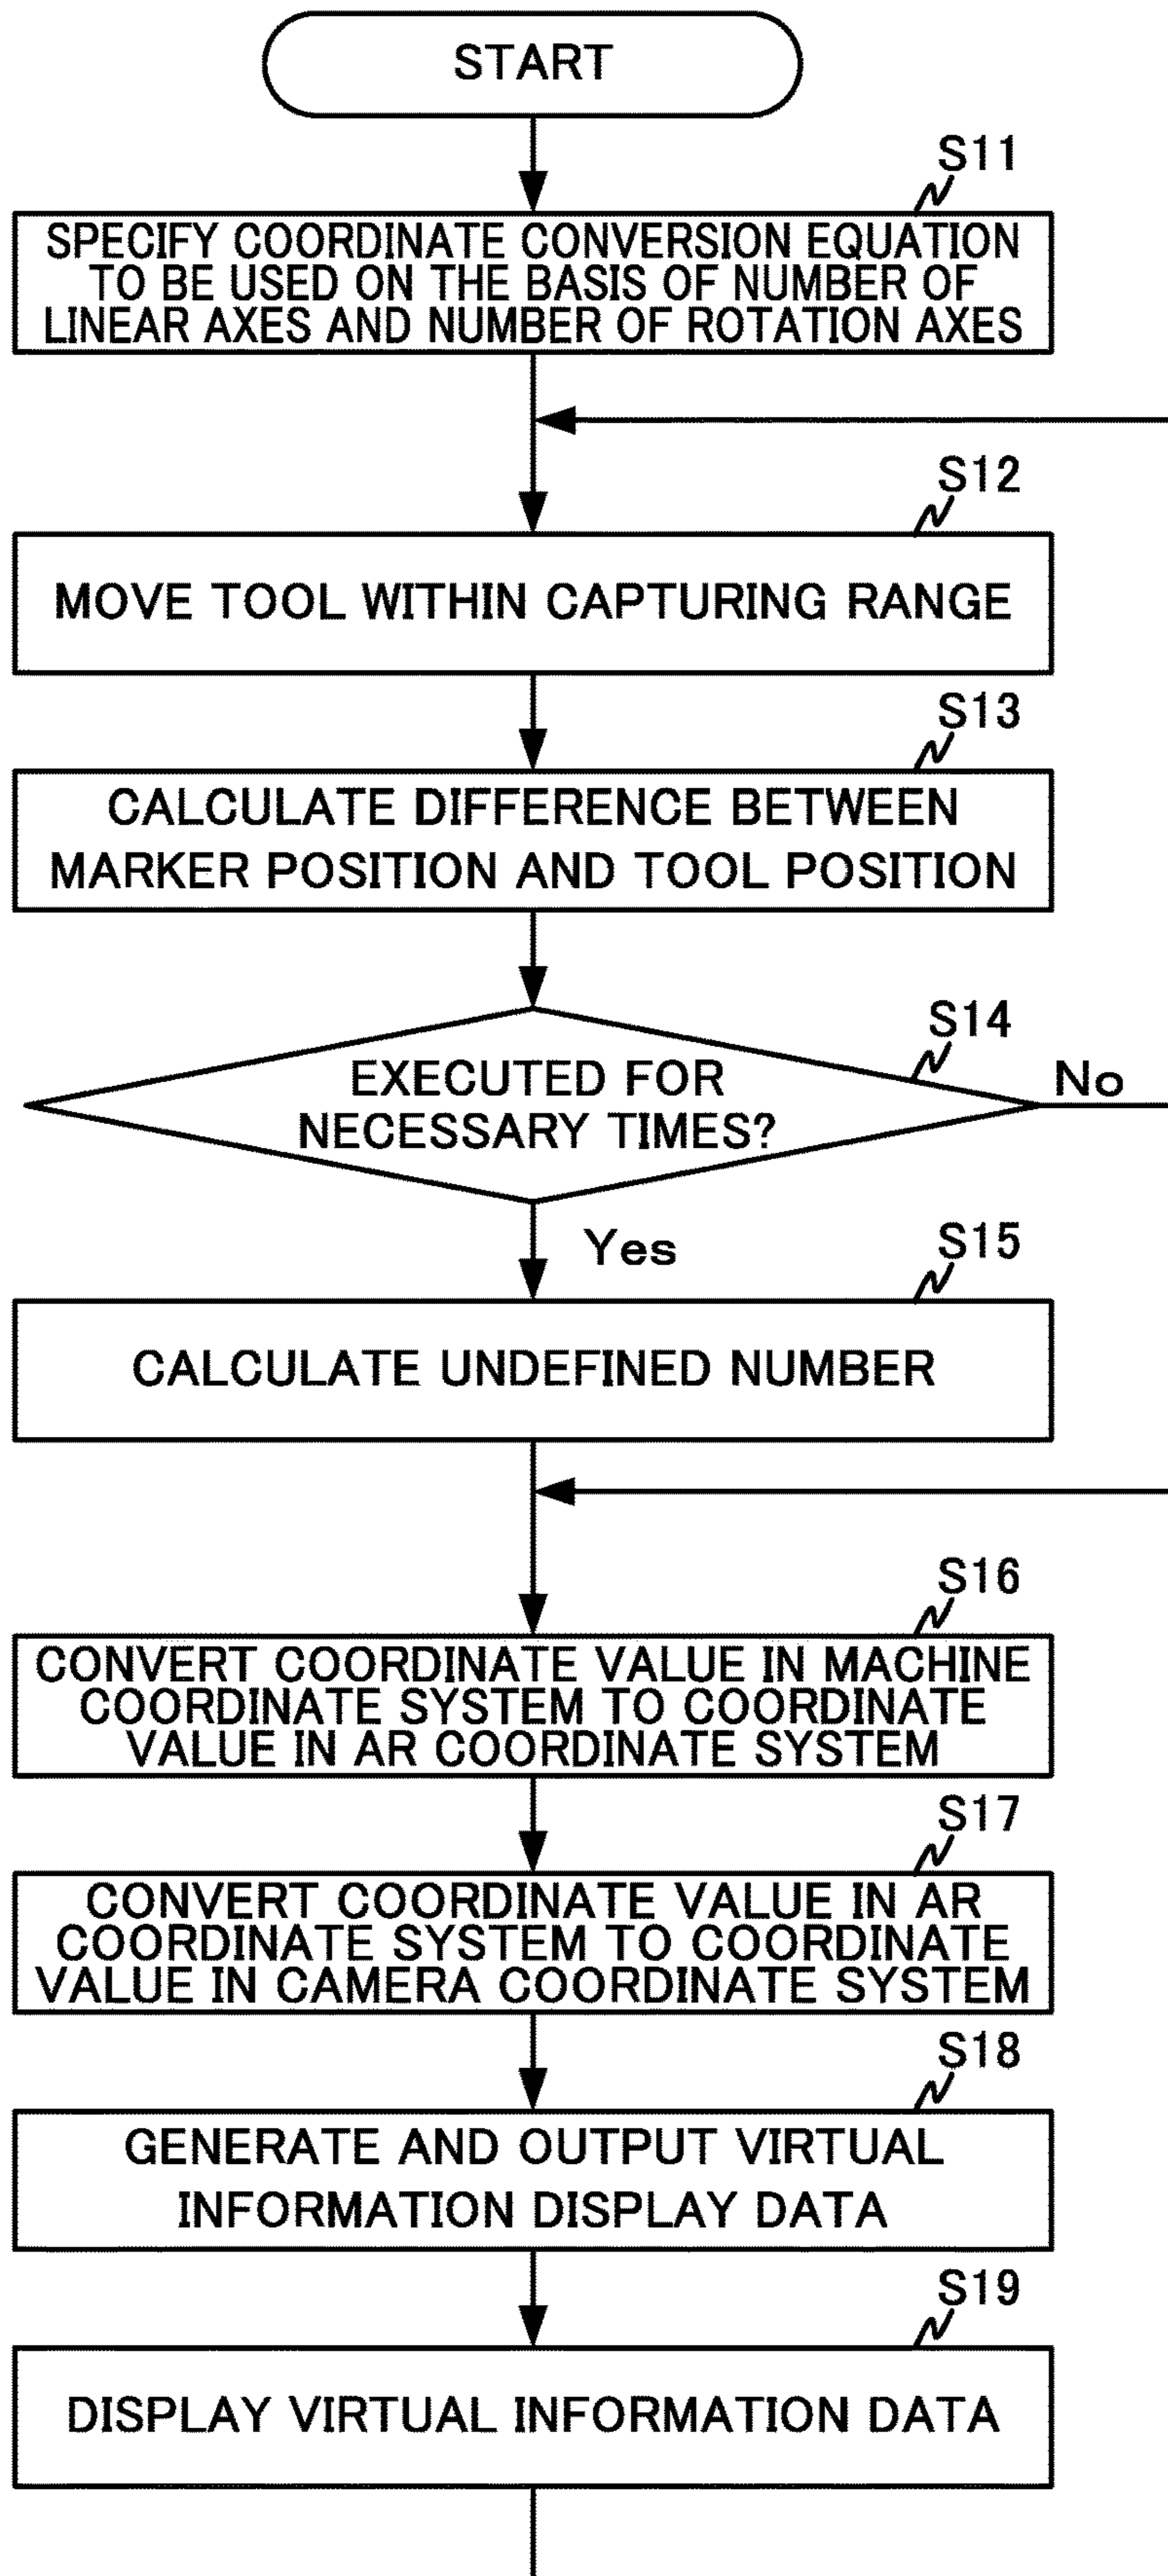 START
S11
SPECIFY COORDINATE CONVERSION EQUATION
TO BE USED ON THE BASIS OF NUMBER OF
LINEAR AXES AND NUMBER OF ROTATION AXES
S12
MOVE TOOL WITHIN CAPTURING RANGE
S13
CALCULATE DIFFERENCE BETWEEN
MARKER POSITION AND TOOL POSITION
S14
EXECUTED FOR
NECESSARY TIMES?
No
Yes
S15
CALCULATE UNDEFINED NUMBER
S16
CONVERT COORDINATE VALUE IN MACHINE
COORDINATE SYSTEM TO COORDINATE
VALUE IN AR COORDINATE SYSTEM
S17
CONVERT COORDINATE VALUE IN AR
COORDINATE SYSTEM TO COORDINATE
VALUE IN CAMERA COORDINATE SYSTEM
S18
GENERATE AND OUTPUT VIRTUAL
INFORMATION DISPLAY DATA
S19
DISPLAY VIRTUAL INFORMATION DATA